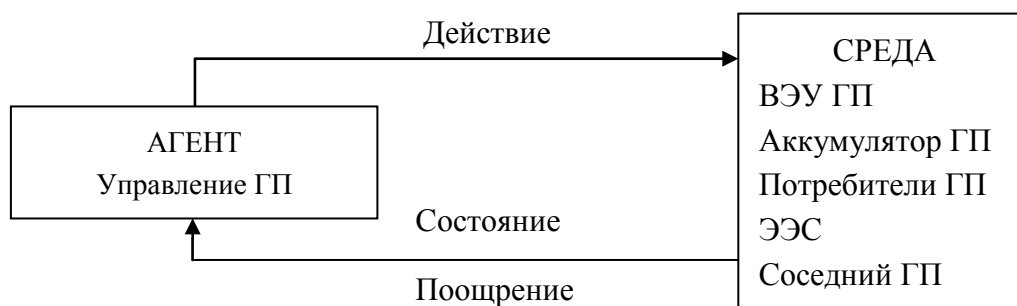 Действие
СРЕДА
ВЭУ ГП
Аккумулятор ГП
Потребители ГП
ЭЭС
Соседний ГП
АГЕНТ
Управление ГП
Состояние
Поощрение